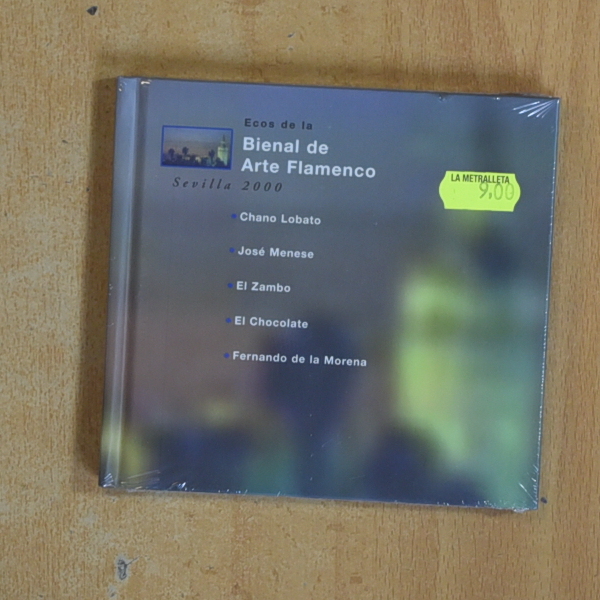 Ecos de la
Bienal de
Arte Flamenco
Sevilla 2000
LA METRALLETA
9,00
Chano Lobato
José Menese
El Zambo
El Chocolate
Fernando de la Morena